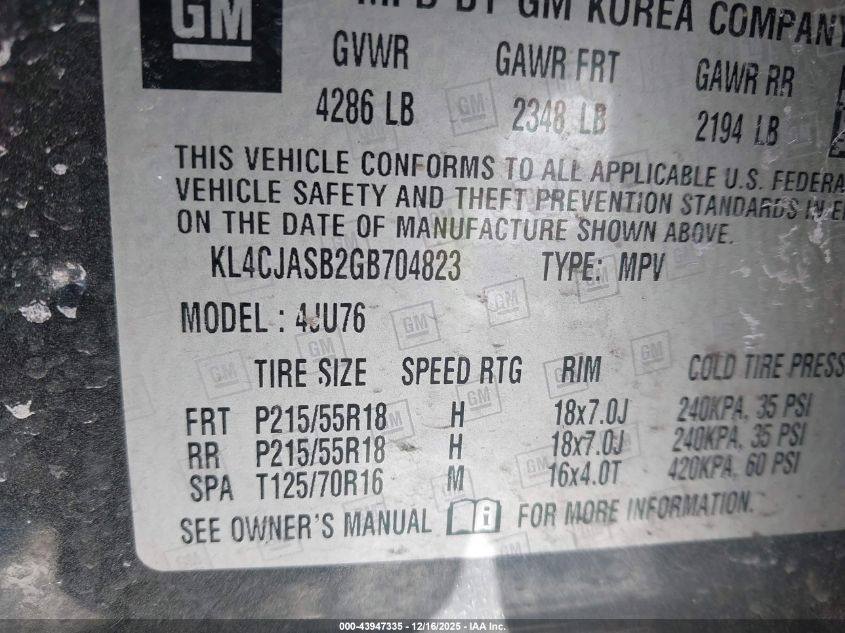 GM
MFD BY GM KOREA COMPANY
GVWR GAWR FRT GAWR RR
4286 LB 2348 LB 2194 LB
THIS VEHICLE CONFORMS TO ALL APPLICABLE U.S. FEDERA
VEHICLE SAFETY AND THEFT PREVENTION STANDARDS IN E
ON THE DATE OF MANUFACTURE SHOWN ABOVE.
KL4CJASB2GB704823 TYPE: MPV
MODEL : 4JU76
TIRE SIZE SPEED RTG RIM COLD TIRE PRESS
FRT P215/55R18 H 18x7.0J 240KPA, 35 PSI
RR P215/55R18 H 18x7.0J 240KPA, 35 PSI
SPA T125/70R16 M 16x4.0T 420KPA, 60 PSI
SEE OWNER'S MANUAL i FOR MORE INFORMATION.
000-43947335 - 12/16/2025 - IAA Inc.